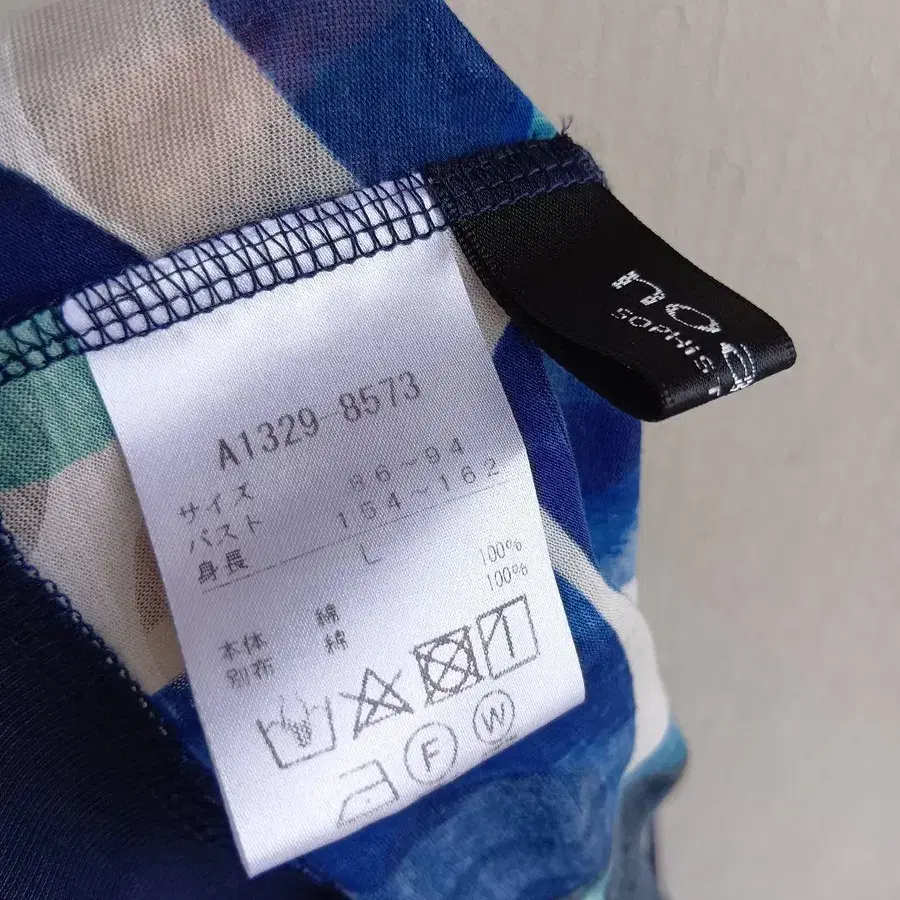 A1329-8573
サイズ
バスト 86～94
身長 154～162
L
本体 綿 100%
別布 綿 100%
F W
SOPHIS